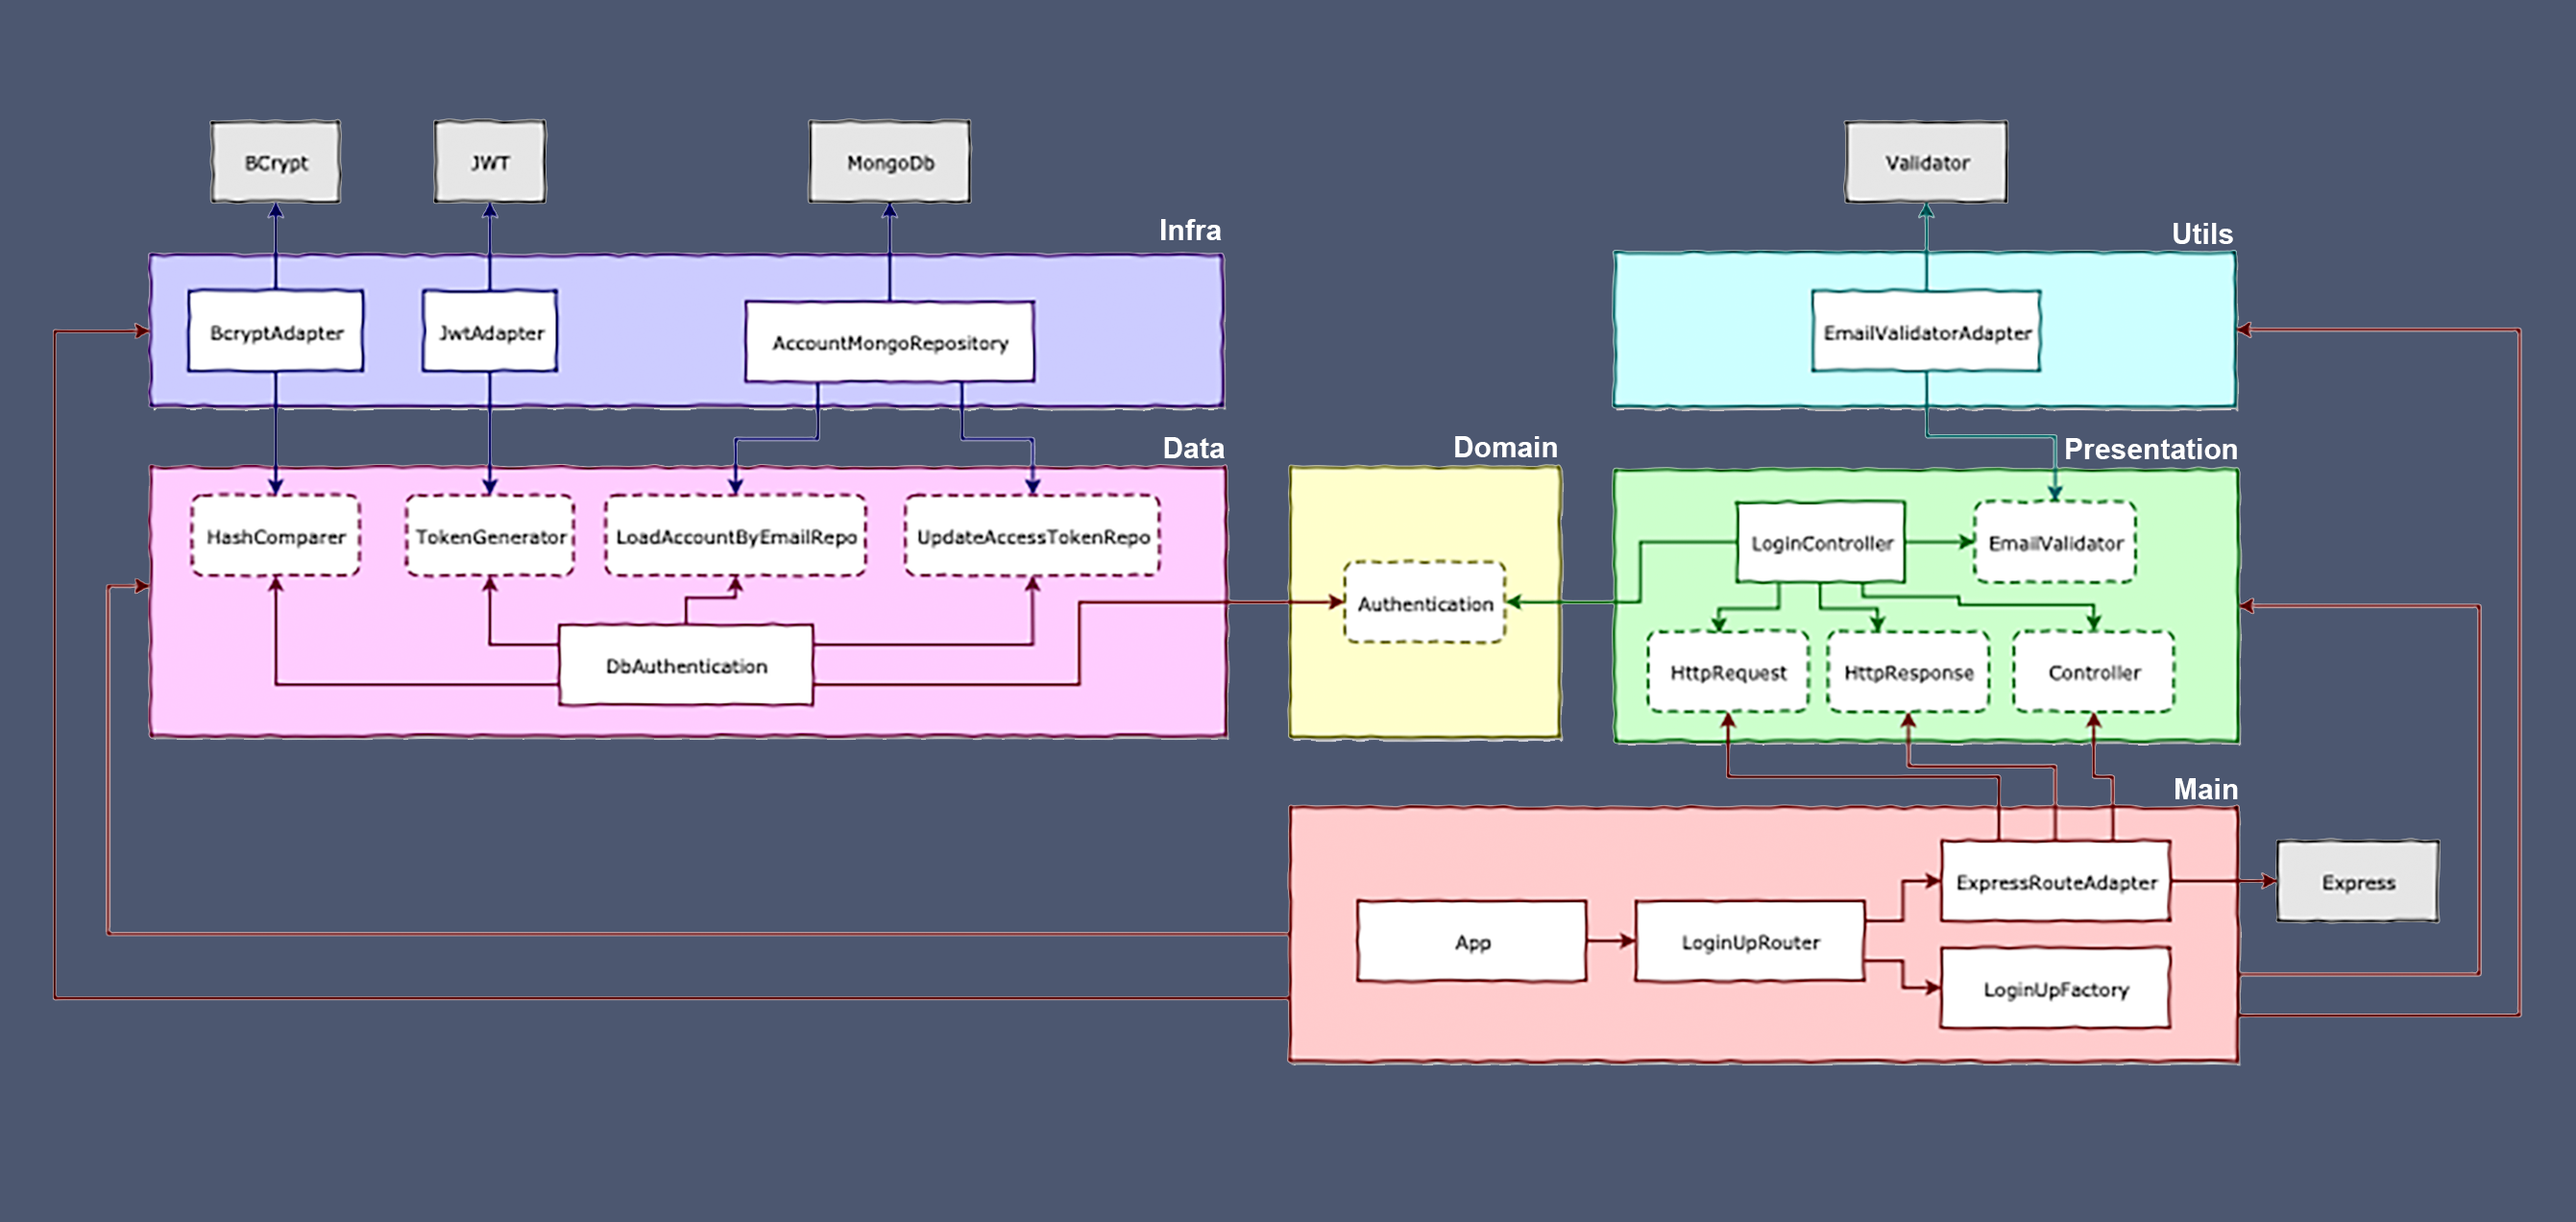 BCrypt
JWT
MongoDb
Validator
Infra
Utils
BcryptAdapter
JwtAdapter
AccountMongoRepository
EmailValidatorAdapter
Data
Domain
Presentation
HashComparer
TokenGenerator
LoadAccountByEmailRepo
UpdateAccessTokenRepo
LoginController
EmailValidator
Authentication
DbAuthentication
HttpRequest
HttpResponse
Controller
Main
ExpressRouteAdapter
Express
App
LoginUpRouter
LoginUpFactory